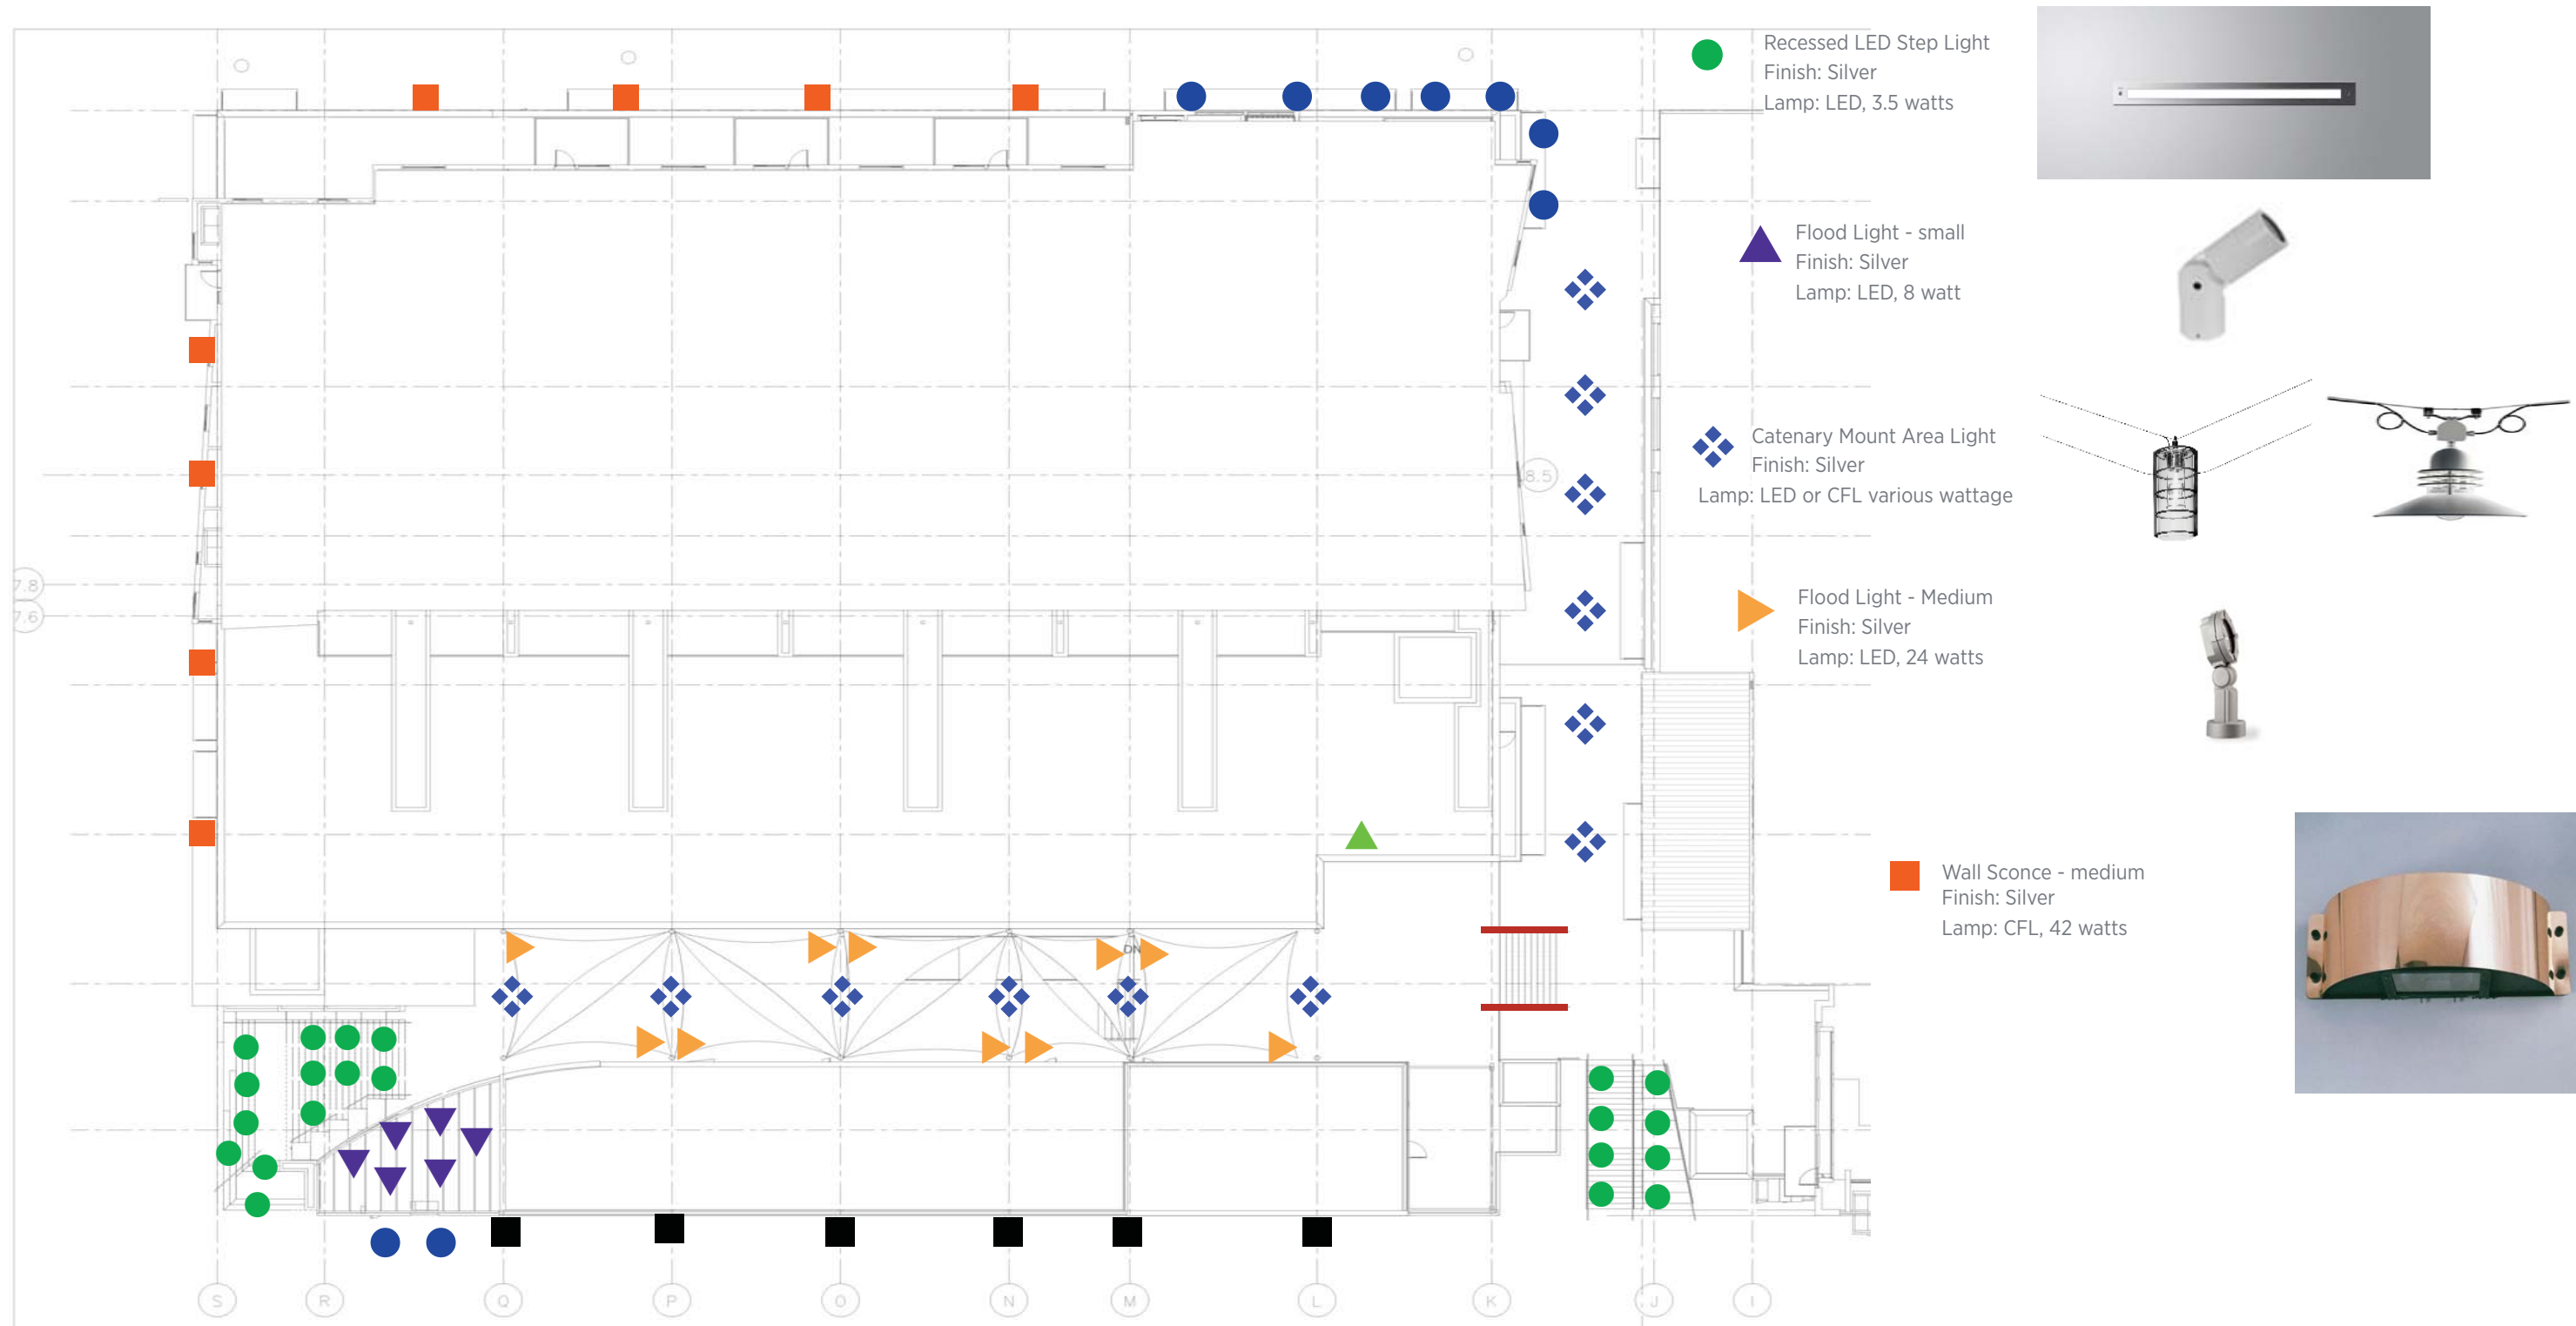 Recessed LED Step Light
Finish: Silver
Lamp: LED, 3.5 watts
Flood Light - small
Finish: Silver
Lamp: LED, 8 watt
Catenary Mount Area Light
Finish: Silver
Lamp: LED or CFL various wattage
8.5
7.8
7.6
Flood Light - Medium
Finish: Silver
Lamp: LED, 24 watts
Wall Sconce - medium
Finish: Silver
Lamp: CFL, 42 watts
DN
S R Q P O N M L K J I